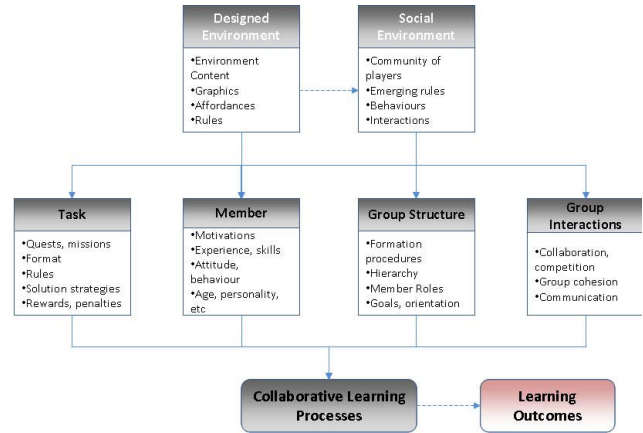 Designed
Environment
•Environment
Content
•Graphics
•Affordances
•Rules
Social
Environment
•Community of
players
•Emerging rules
•Behaviours
•Interactions
Task
•Quests, missions
•Format
•Rules
•Solution strategies
•Rewards, penalties
Member
•Motivations
•Experience, skills
•Attitude,
behaviour
•Age, personality,
etc
Group Structure
•Formation
procedures
•Hierarchy
•Member Roles
•Goals, orientation
Group
Interactions
•Collaboration,
competition
•Group cohesion
•Communication
Collaborative Learning
Processes
Learning
Outcomes